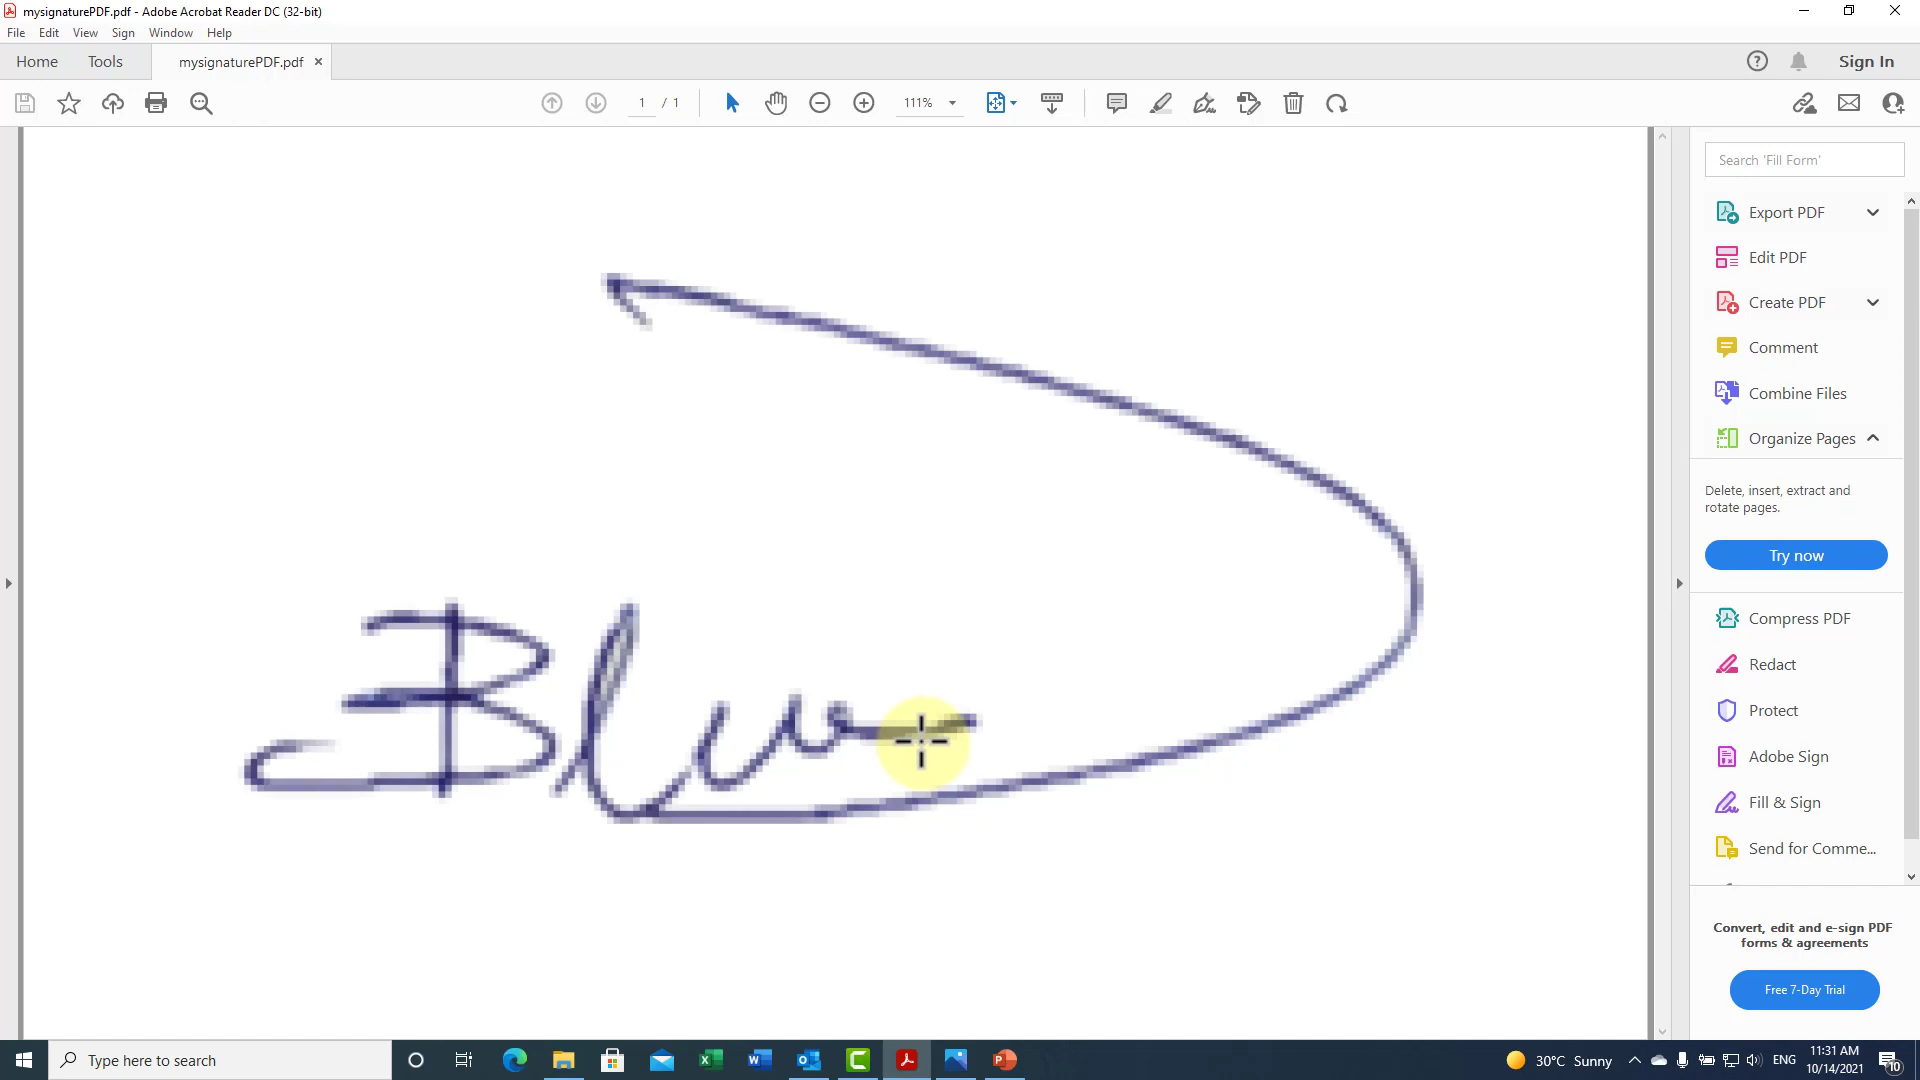 mysignaturePDF.pdf - Adobe Acrobat Reader DC (32-bit)
File Edit View Sign Window Help
Home Tools mysignaturePDF.pdf × Sign In
1 / 1 111%
Search 'Fill Form'
Export PDF
Edit PDF
Create PDF
Comment
Combine Files
Organize Pages
Delete, insert, extract and
rotate pages.
Try now
Compress PDF
Redact
Protect
Adobe Sign
Fill & Sign
Send for Comme...
Convert, edit and e-sign PDF
forms & agreements
Free 7-Day Trial
Type here to search
30°C Sunny ENG
11:31 AM
10/14/2021
10